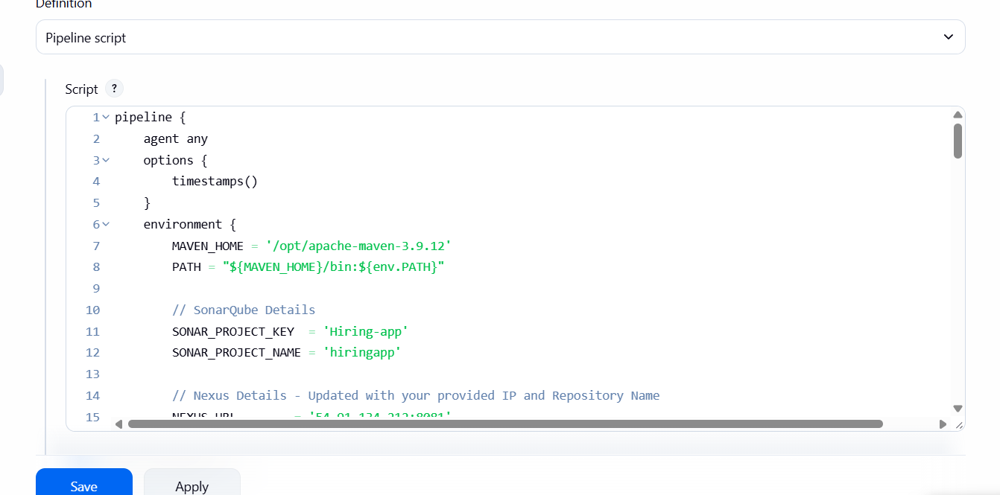 Definition
Pipeline script
Script ?
1 pipeline {
2     agent any
3     options {
4         timestamps()
5     }
6     environment {
7         MAVEN_HOME = '/opt/apache-maven-3.9.12'
8         PATH = "${MAVEN_HOME}/bin:${env.PATH}"
9
10         // SonarQube Details
11         SONAR_PROJECT_KEY  = 'Hiring-app'
12         SONAR_PROJECT_NAME = 'hiringapp'
13
14         // Nexus Details - Updated with your provided IP and Repository Name
15         NEXUS_URL = '54.91.134.212:8081'
Save Apply